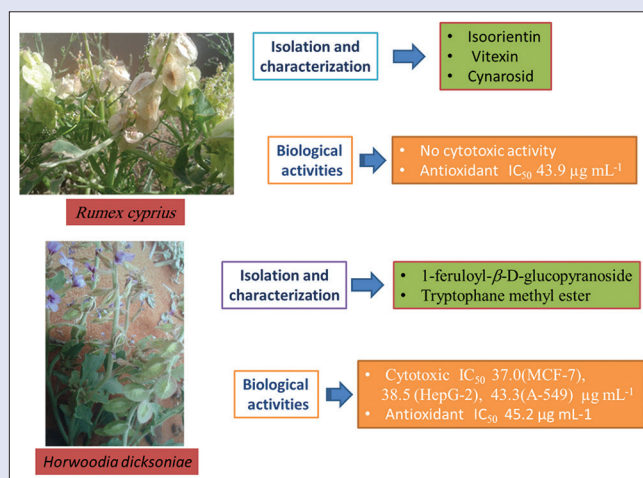 Isolation and
characterization
• Isoorientin
• Vitexin
• Cynarosid
Biological
activities
• No cytotoxic activity
• Antioxidant IC50 43.9 µg mL-1
Rumex cyprius
Isolation and
characterization
• 1-feruloyl-β-D-glucopyranoside
• Tryptophane methyl ester
Biological
activities
• Cytotoxic IC50 37.0(MCF-7),
38.5 (HepG-2), 43.3(A-549) µg mL-1
• Antioxidant IC50 45.2 µg mL-1
Horwoodia dicksoniae